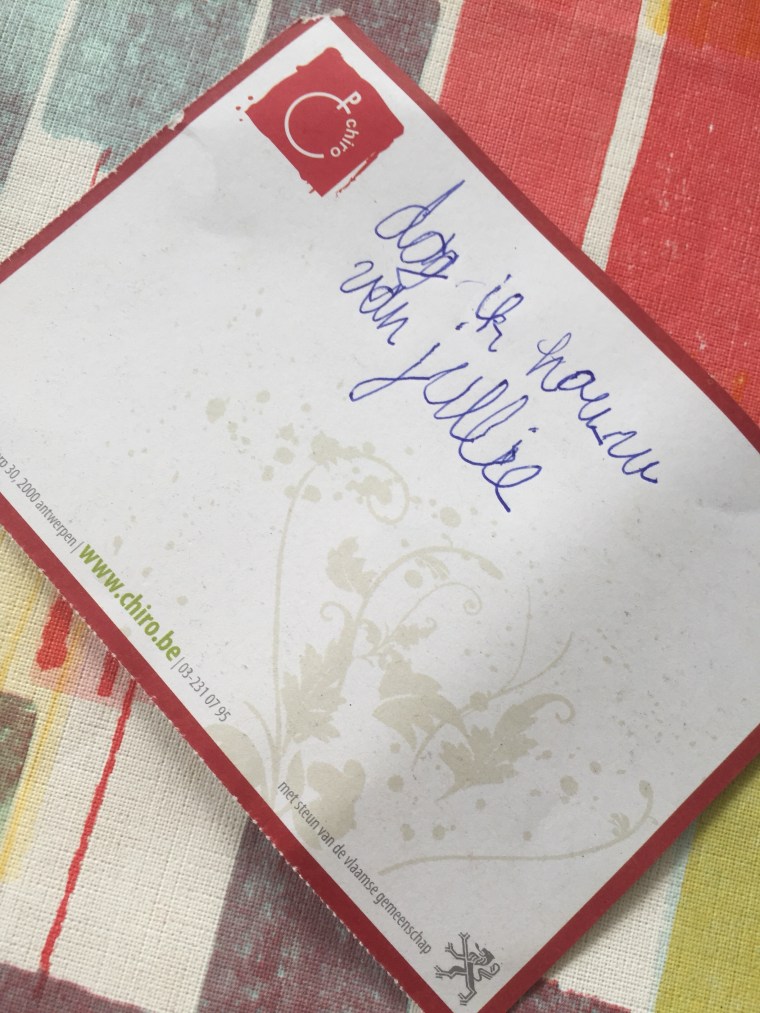 chiro
dag ik hou
van jullie
30, 2000 antwerpen | www.chiro.be | 03-231 07 95
met steun van de vlaamse gemeenschap